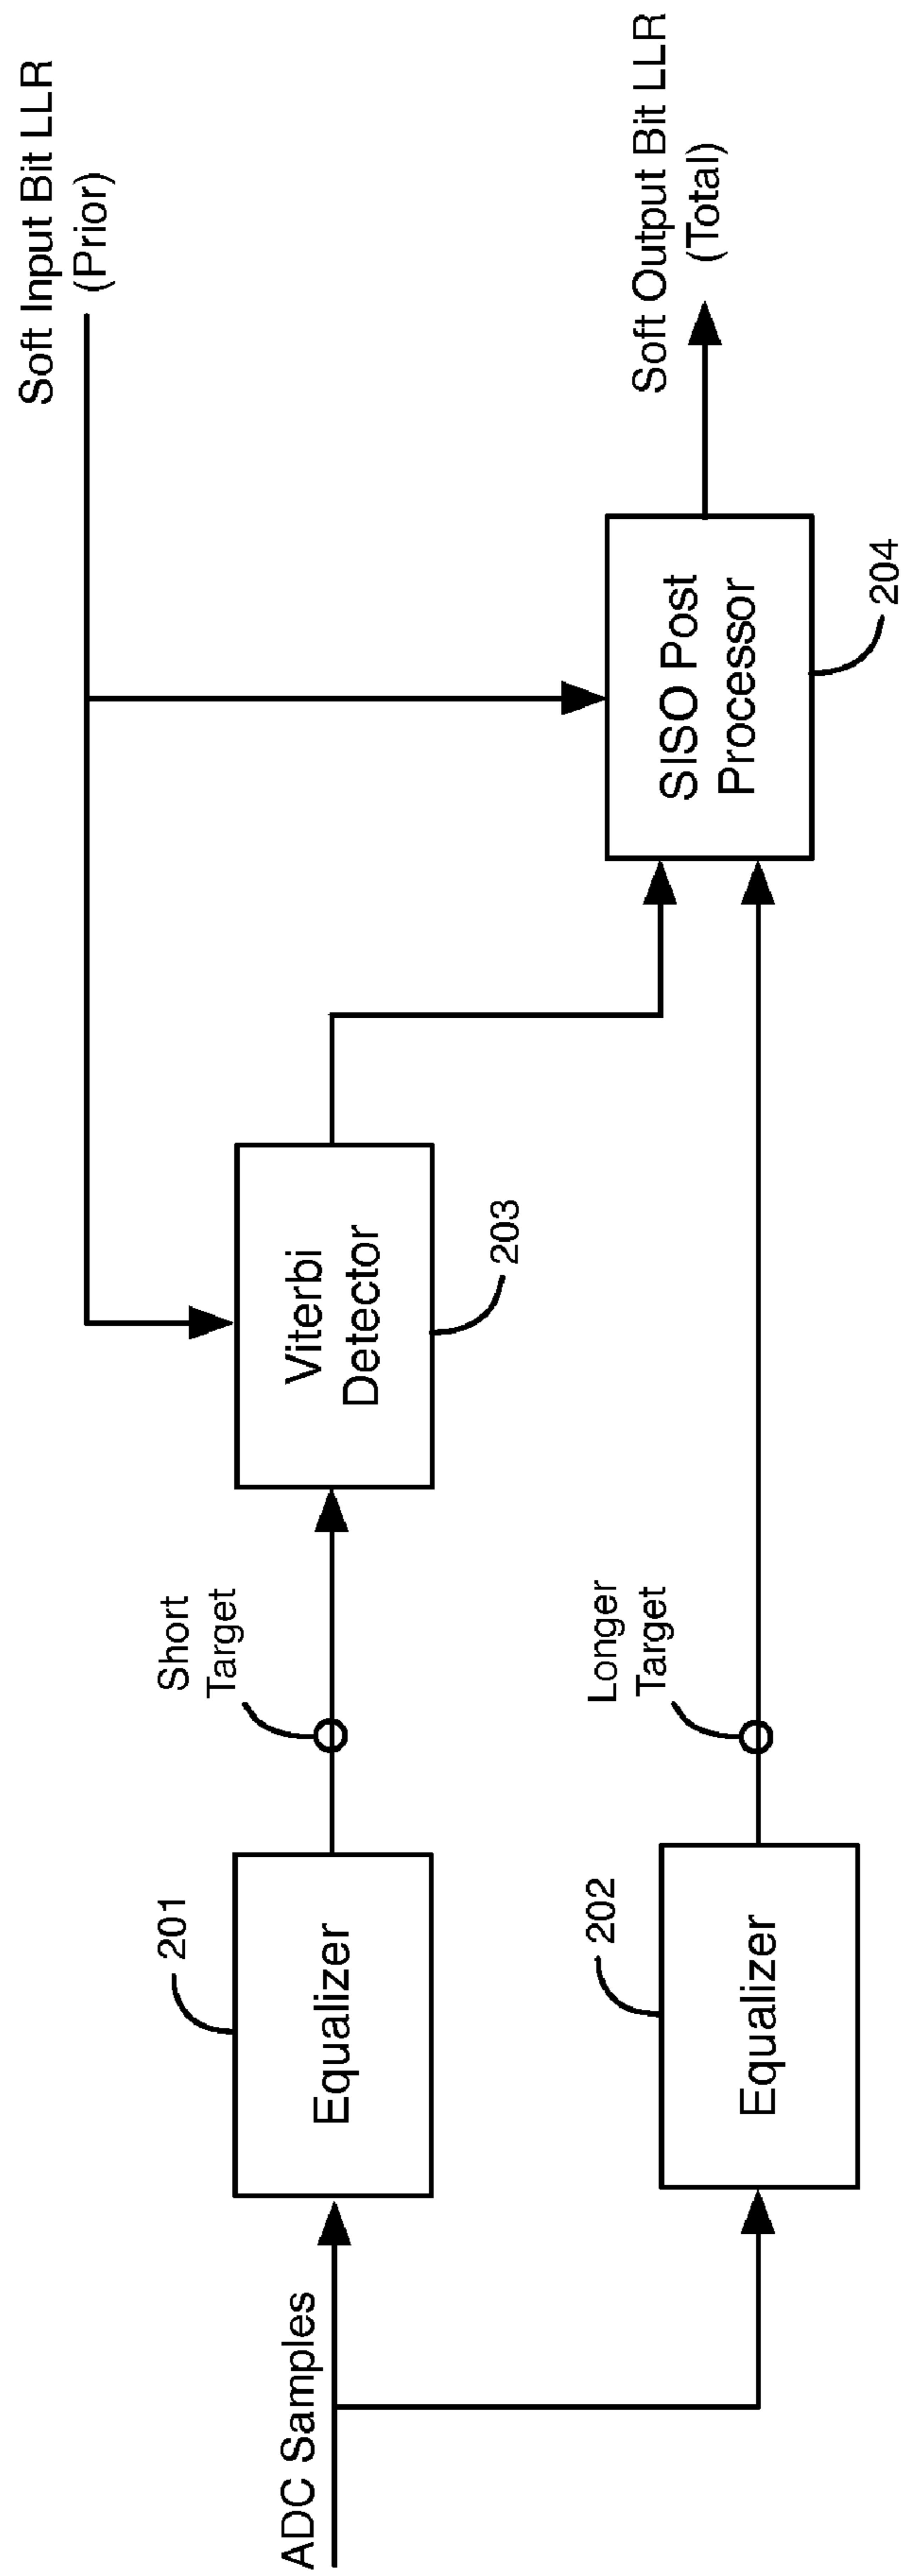 Soft Input Bit LLR
(Prior)
201
Short
Target
Viterbi
Detector
203
ADC Samples
Equalizer
202
Longer
Target
Equalizer
SISO Post
Processor
204
Soft Output Bit LLR
(Total)